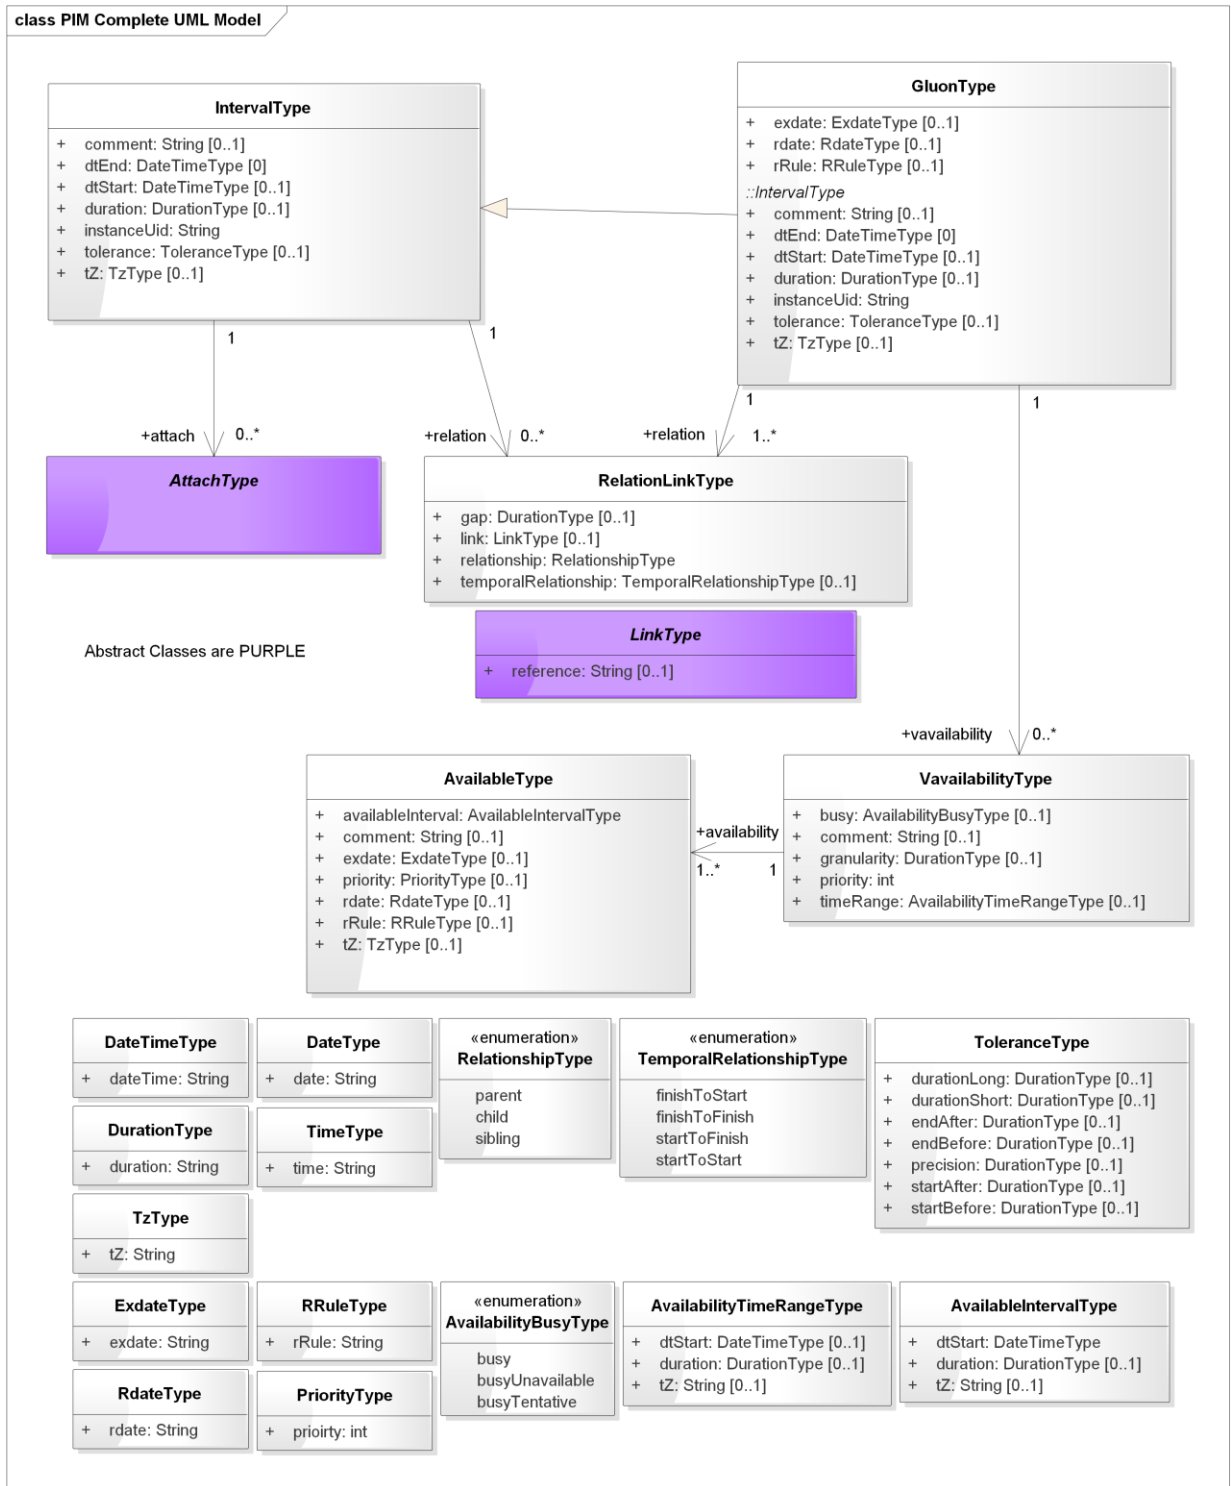 class PIM Complete UML Model
IntervalType
+ comment: String [0..1]
+ dtEnd: DateTimeType [0]
+ dtStart: DateTimeType [0..1]
+ duration: DurationType [0..1]
+ instanceUid: String
+ tolerance: ToleranceType [0..1]
+ tZ: TzType [0..1]
GluonType
+ exdate: ExdateType [0..1]
+ rdate: RdateType [0..1]
+ rRule: RRuleType [0..1]
::IntervalType
+ comment: String [0..1]
+ dtEnd: DateTimeType [0]
+ dtStart: DateTimeType [0..1]
+ duration: DurationType [0..1]
+ instanceUid: String
+ tolerance: ToleranceType [0..1]
+ tZ: TzType [0..1]
1
1
1
1
+attach 0..*
+relation 0..*
+relation 1..*
AttachType
RelationLinkType
+ gap: DurationType [0..1]
+ link: LinkType [0..1]
+ relationship: RelationshipType
+ temporalRelationship: TemporalRelationshipType [0..1]
LinkType
+ reference: String [0..1]
Abstract Classes are PURPLE
+vavailability 0..*
AvailableType
+ availableInterval: AvailableIntervalType
+ comment: String [0..1]
+ exdate: ExdateType [0..1]
+ priority: PriorityType [0..1]
+ rdate: RdateType [0..1]
+ rRule: RRuleType [0..1]
+ tZ: TzType [0..1]
+availability
1..* 1
VavailabilityType
+ busy: AvailabilityBusyType [0..1]
+ comment: String [0..1]
+ granularity: DurationType [0..1]
+ priority: int
+ timeRange: AvailabilityTimeRangeType [0..1]
DateTimeType
+ dateTime: String
DateType
+ date: String
«enumeration»
RelationshipType
parent
child
sibling
«enumeration»
TemporalRelationshipType
finishToStart
finishToFinish
startToFinish
startToStart
ToleranceType
+ durationLong: DurationType [0..1]
+ durationShort: DurationType [0..1]
+ endAfter: DurationType [0..1]
+ endBefore: DurationType [0..1]
+ precision: DurationType [0..1]
+ startAfter: DurationType [0..1]
+ startBefore: DurationType [0..1]
DurationType
+ duration: String
TimeType
+ time: String
TzType
+ tZ: String
ExdateType
+ exdate: String
RRuleType
+ rRule: String
«enumeration»
AvailabilityBusyType
busy
busyUnavailable
busyTentative
AvailabilityTimeRangeType
+ dtStart: DateTimeType [0..1]
+ duration: DurationType [0..1]
+ tZ: String [0..1]
AvailableIntervalType
+ dtStart: DateTimeType
+ duration: DurationType [0..1]
+ tZ: String [0..1]
RdateType
+ rdate: String
PriorityType
+ prioirty: int